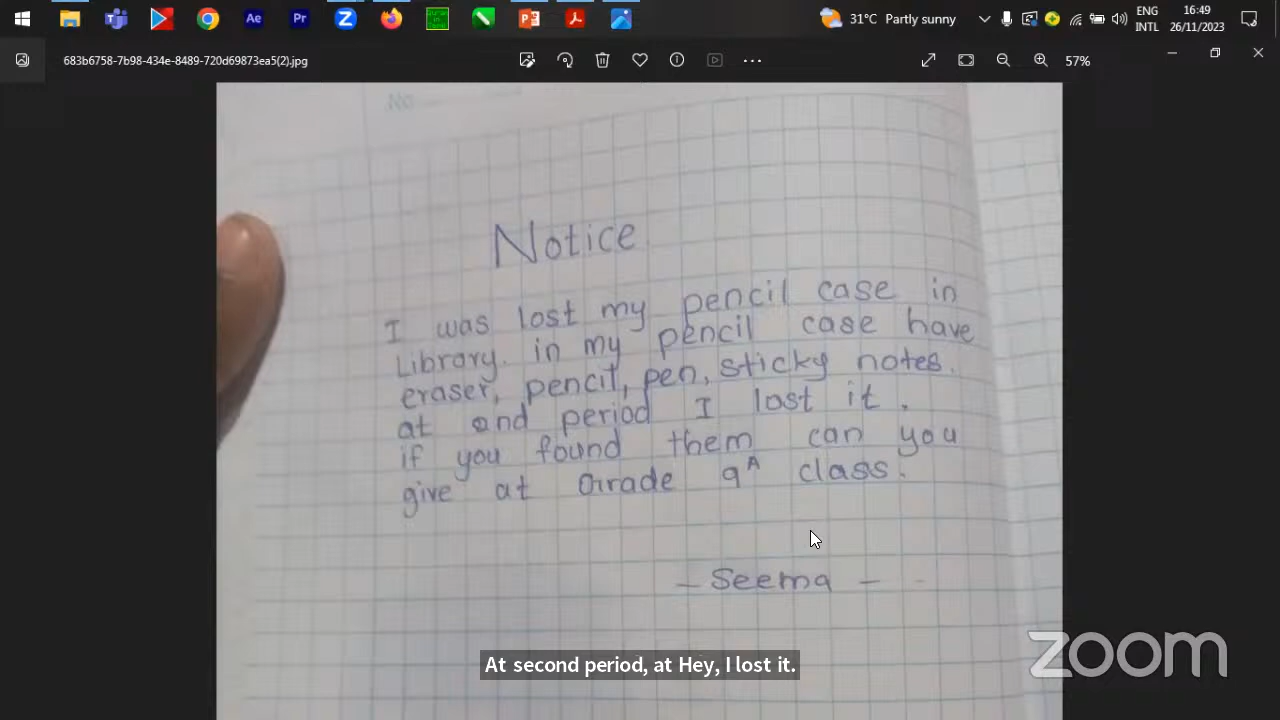 31°C Partly sunny
ENG
INTL
16:49
26/11/2023
683b6758-7b98-434e-8489-720d69873ea5(2).jpg
57%
No
Notice
I was lost my pencil case in
Library. in my pencil case have
eraser, pencil, pen, sticky notes.
at 2nd period I lost it.
if you found them can you
give at Grade 9A class.
- Seema -
At second period, at Hey, I lost it.
zoom